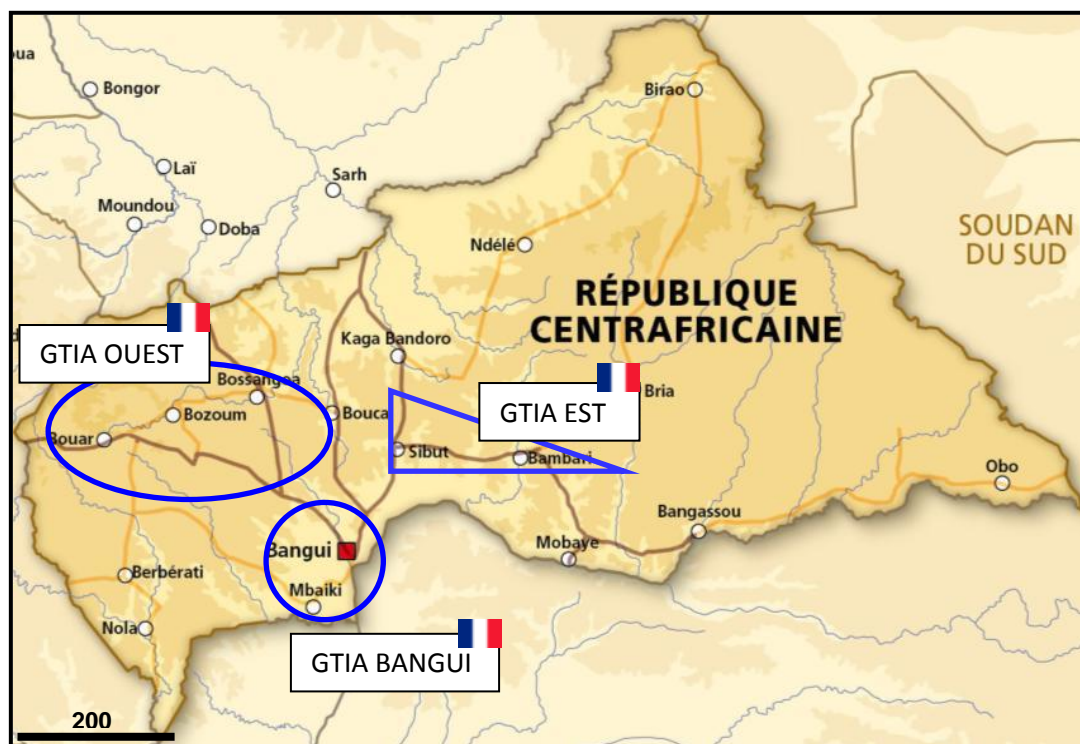 oua
Bongor
Birao
Laï
Sarh
Moundou
Doba
SOUDAN
DU SUD
Ndélé
RÉPUBLIQUE
CENTRAFRICAINE
GTIA OUEST
Kaga Bandoro
Bossangoa
Bria
GTIA EST
Bozoum
Bouca
Bouar
Sibut
Bambari
Obo
Bangassou
Bangui
Mobaye
Berbérati
Mbaiki
Nola
GTIA BANGUI
200